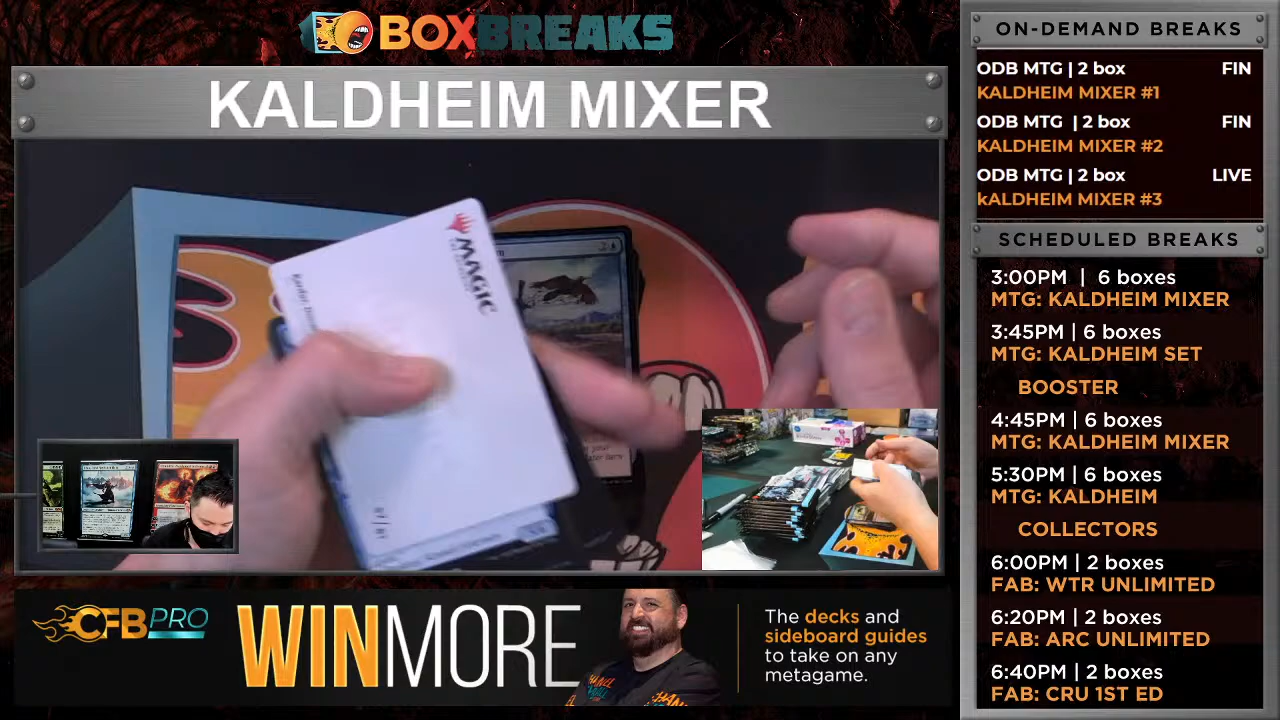 BOXBREAKS
KALDHEIM MIXER
MAGIC
ON-DEMAND BREAKS
ODB MTG | 2 box FIN
KALDHEIM MIXER #1
ODB MTG | 2 box FIN
KALDHEIM MIXER #2
ODB MTG | 2 box LIVE
kALDHEIM MIXER #3
SCHEDULED BREAKS
3:00PM | 6 boxes
MTG: KALDHEIM MIXER
3:45PM | 6 boxes
MTG: KALDHEIM SET
BOOSTER
4:45PM | 6 boxes
MTG: KALDHEIM MIXER
5:30PM | 6 boxes
MTG: KALDHEIM
COLLECTORS
6:00PM | 2 boxes
FAB: WTR UNLIMITED
6:20PM | 2 boxes
FAB: ARC UNLIMITED
6:40PM | 2 boxes
FAB: CRU 1ST ED
CFBPRO
WINMORE
The decks and
sideboard guides
to take on any
metagame.